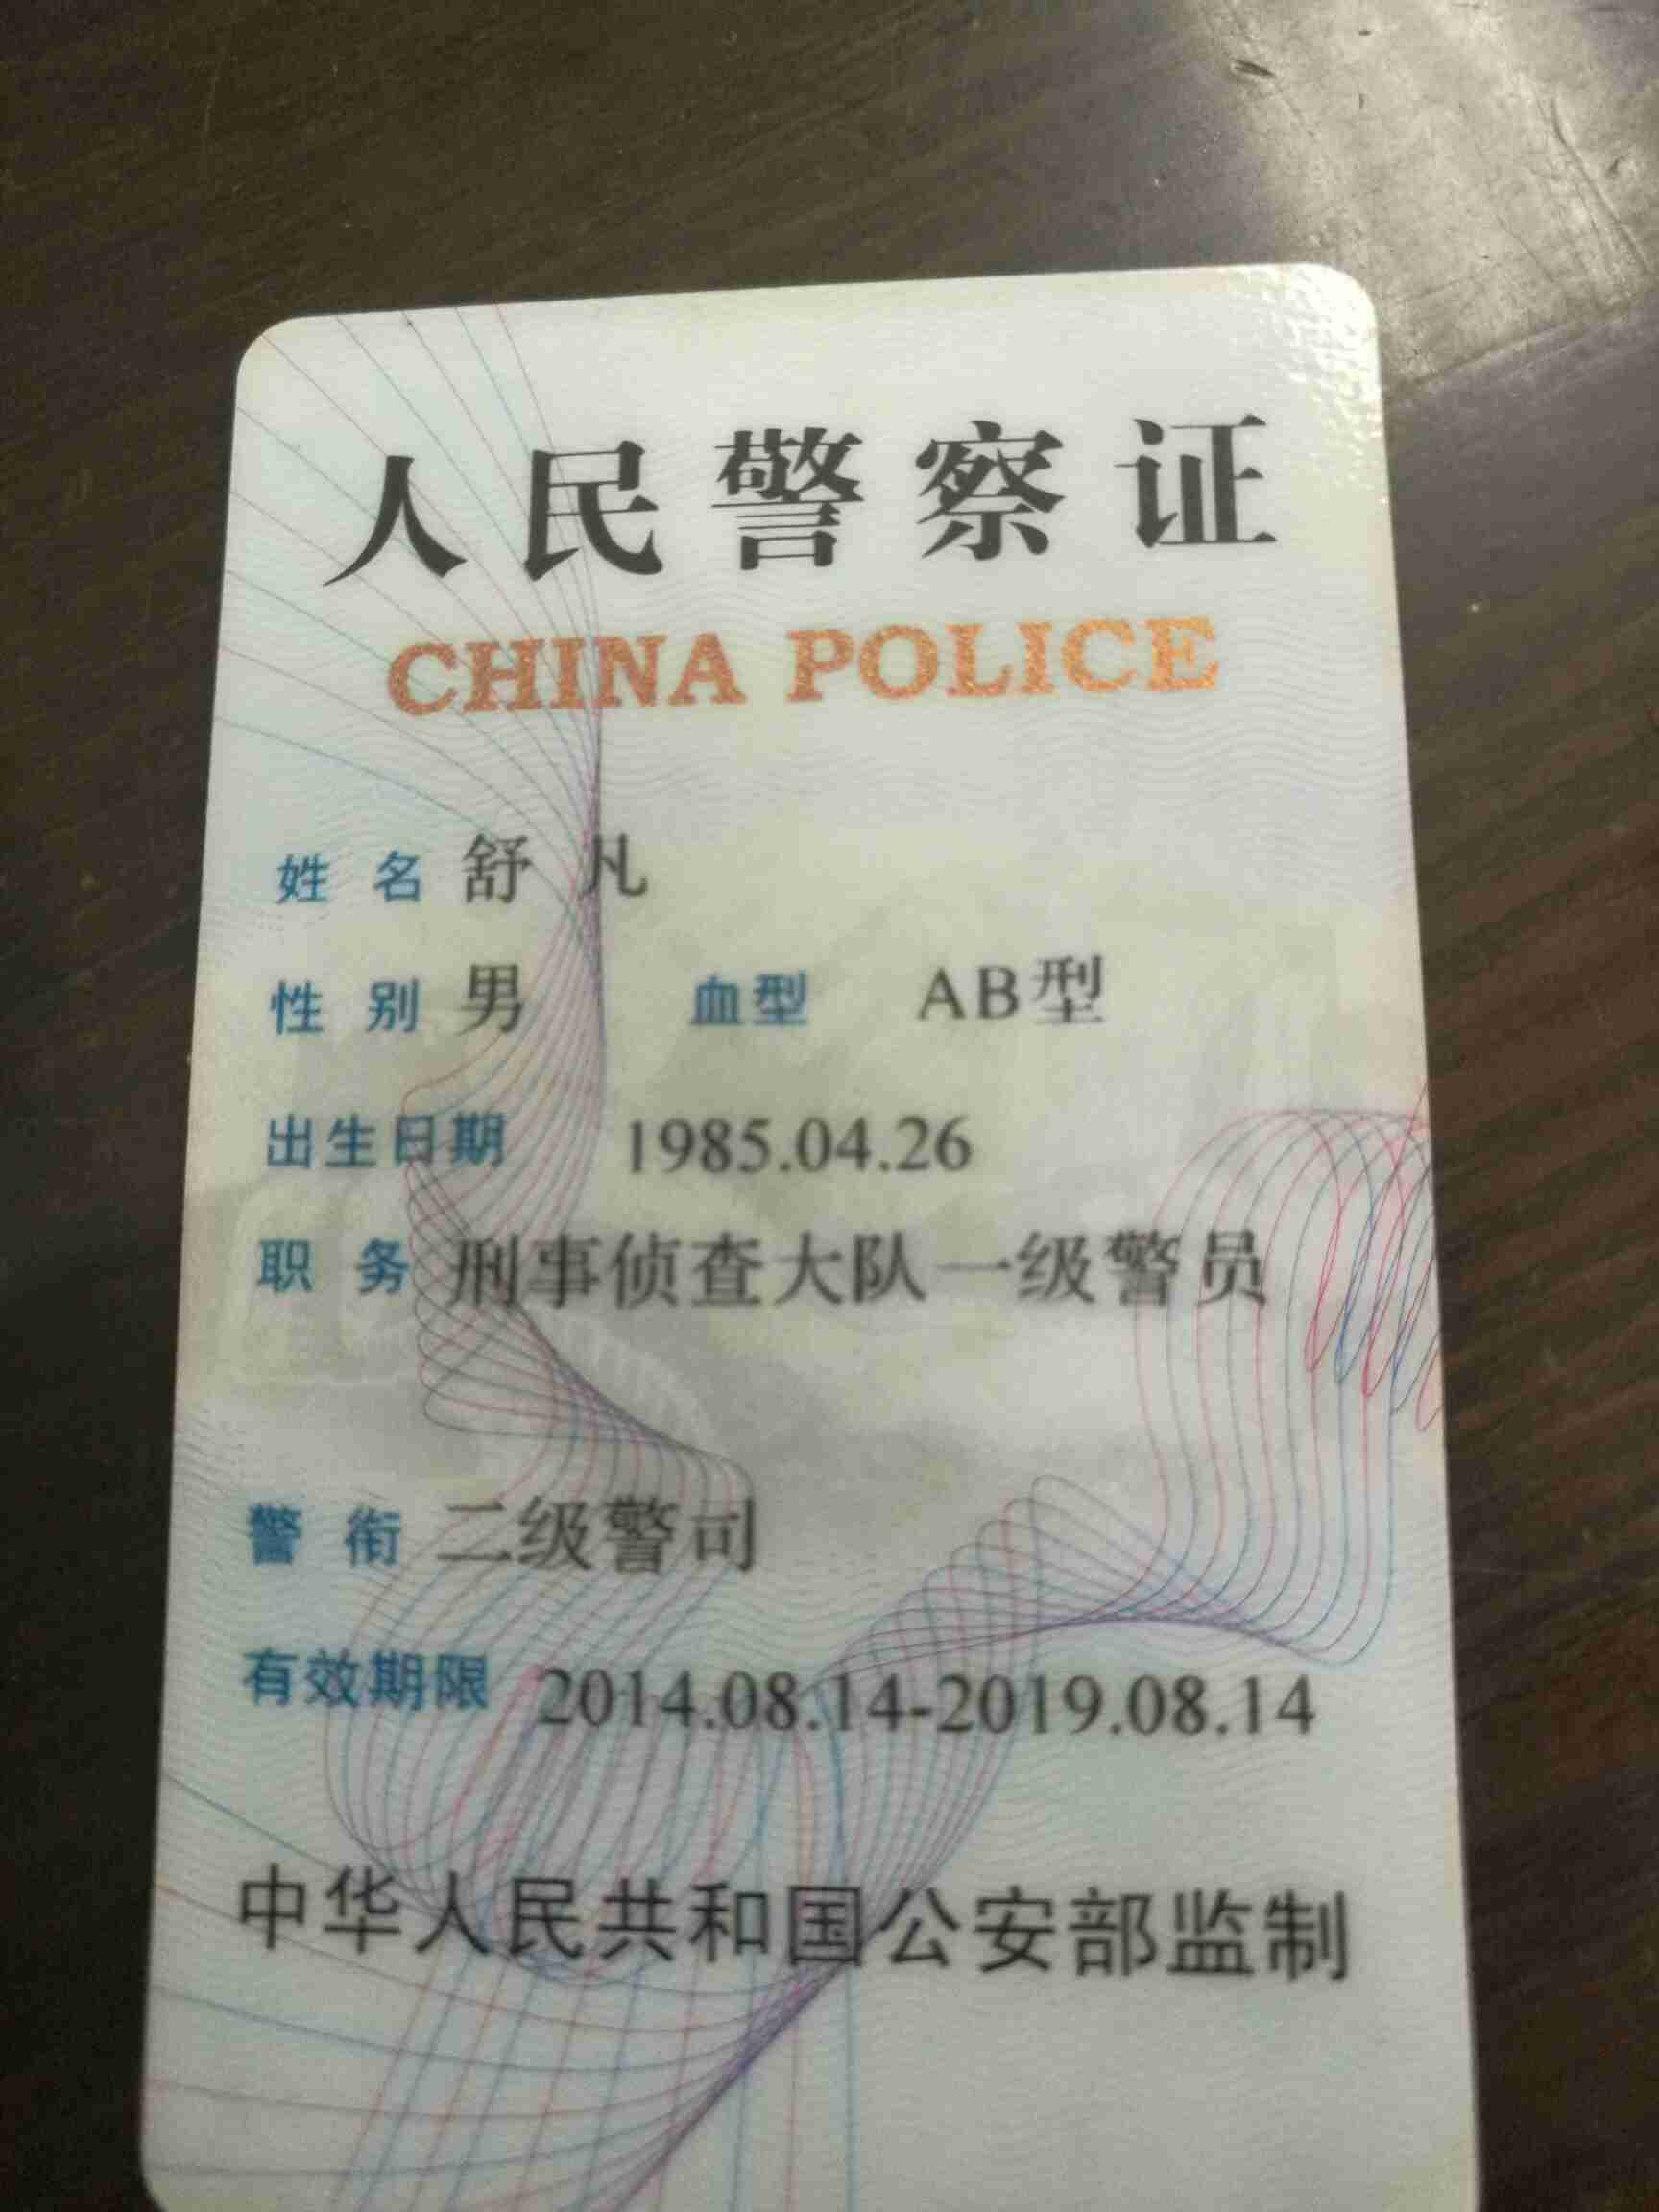 人民警察证
CHINA POLICE
姓 名 舒 凡
性 别 男 血型 AB型
出生日期 1985.04.26
职 务 刑事侦查大队一级警员
警 衔 二级警司
有效期限 2014.08.14-2019.08.14
中华人民共和国公安部监制